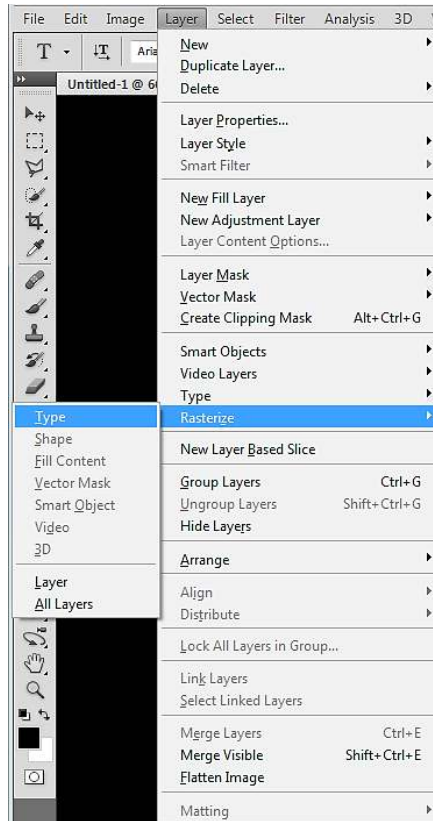 File Edit Image Layer Select Filter Analysis 3D
T T Aria
Untitled-1 @ 6
New
Duplicate Layer...
Delete
Layer Properties...
Layer Style
Smart Filter
New Fill Layer
New Adjustment Layer
Layer Content Options...
Layer Mask
Vector Mask
Create Clipping Mask Alt+Ctrl+G
Smart Objects
Video Layers
Type
Rasterize
New Layer Based Slice
Group Layers Ctrl+G
Ungroup Layers Shift+Ctrl+G
Hide Layers
Arrange
Align
Distribute
Lock All Layers in Group...
Link Layers
Select Linked Layers
Merge Layers Ctrl+E
Merge Visible Shift+Ctrl+E
Flatten Image
Matting
Type
Shape
Fill Content
Vector Mask
Smart Object
Video
3D
Layer
All Layers